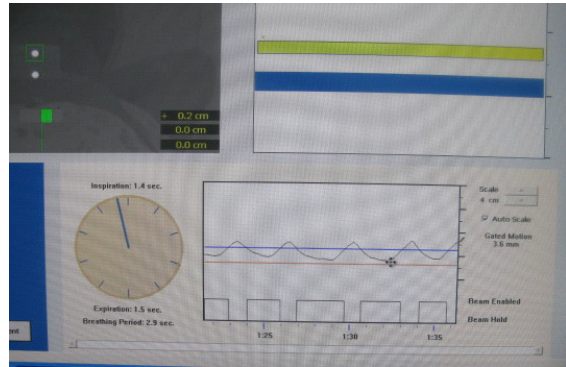 + 0.2 cm
0.0 cm
0.0 cm
Inspiration: 1.4 sec.
Expiration: 1.5 sec.
Breathing Period: 2.9 sec.
Scale
4 cm
Auto Scale
Gated Motion
3.6 mm
Beam Enabled
Beam Hold
1:25
1:30
1:35
ent